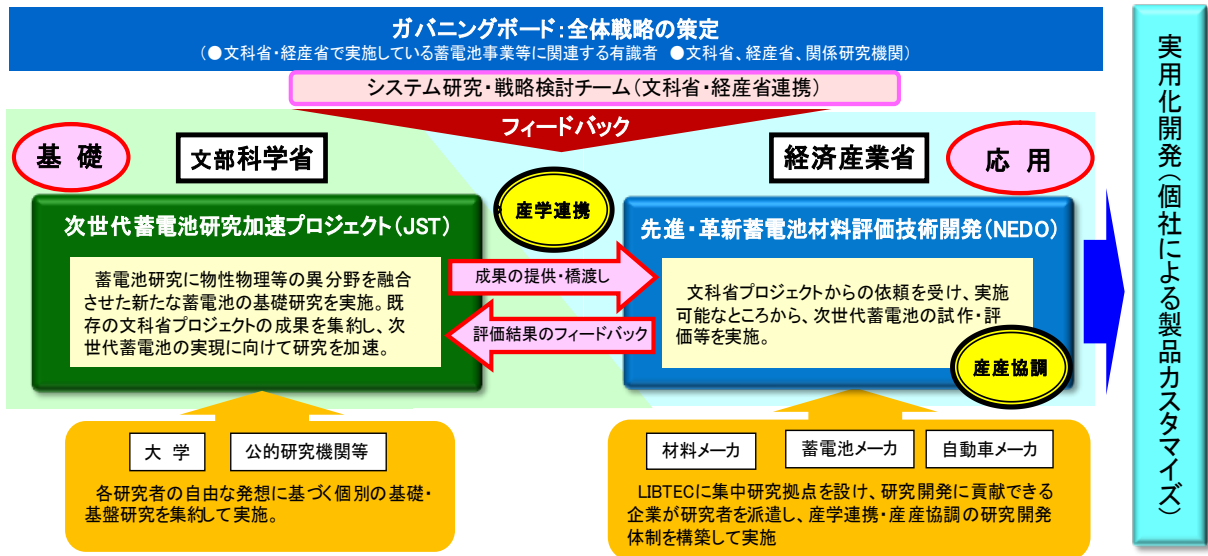 ガバニングボード：全体戦略の策定
（●文科省・経産省で実施している蓄電池事業等に関連する有識者　●文科省、経産省、関係研究機関）
システム研究・戦略検討チーム（文科省・経産省連携）
フィードバック
基 礎
文部科学省
経済産業省
応 用
産学連携
次世代蓄電池研究加速プロジェクト（JST）
蓄電池研究に物性物理等の異分野を融合
させた新たな蓄電池の基礎研究を実施。既
存の文科省プロジェクトの成果を集約し、次
世代蓄電池の実現に向けて研究を加速。
成果の提供・橋渡し
評価結果のフィードバック
先進・革新蓄電池材料評価技術開発（NEDO）
文科省プロジェクトからの依頼を受け、実施
可能なところから、次世代蓄電池の試作・評
価等を実施。
産産協調
大 学
公的研究機関等
各研究者の自由な発想に基づく個別の基礎・
基盤研究を集約して実施。
材料メーカ
蓄電池メーカ
自動車メーカ
LIBTECに集中研究拠点を設け、研究開発に貢献できる
企業が研究者を派遣し、産学連携・産産協調の研究開発
体制を構築して実施
実用化開発（個社による製品カスタマイズ）